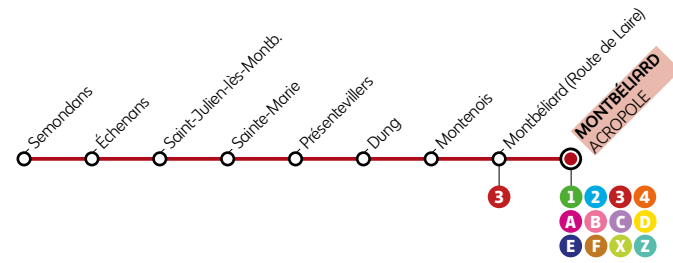 Semondans
Échenans
Saint-Julien-lès-Montb.
Sainte-Marie
Présentevillers
Dung
Montenois
Montbéliard (Route de Laire)
MONTBÉLIARD
ACROPOLE
3
1 2 3 4
A B C D
E F X Z